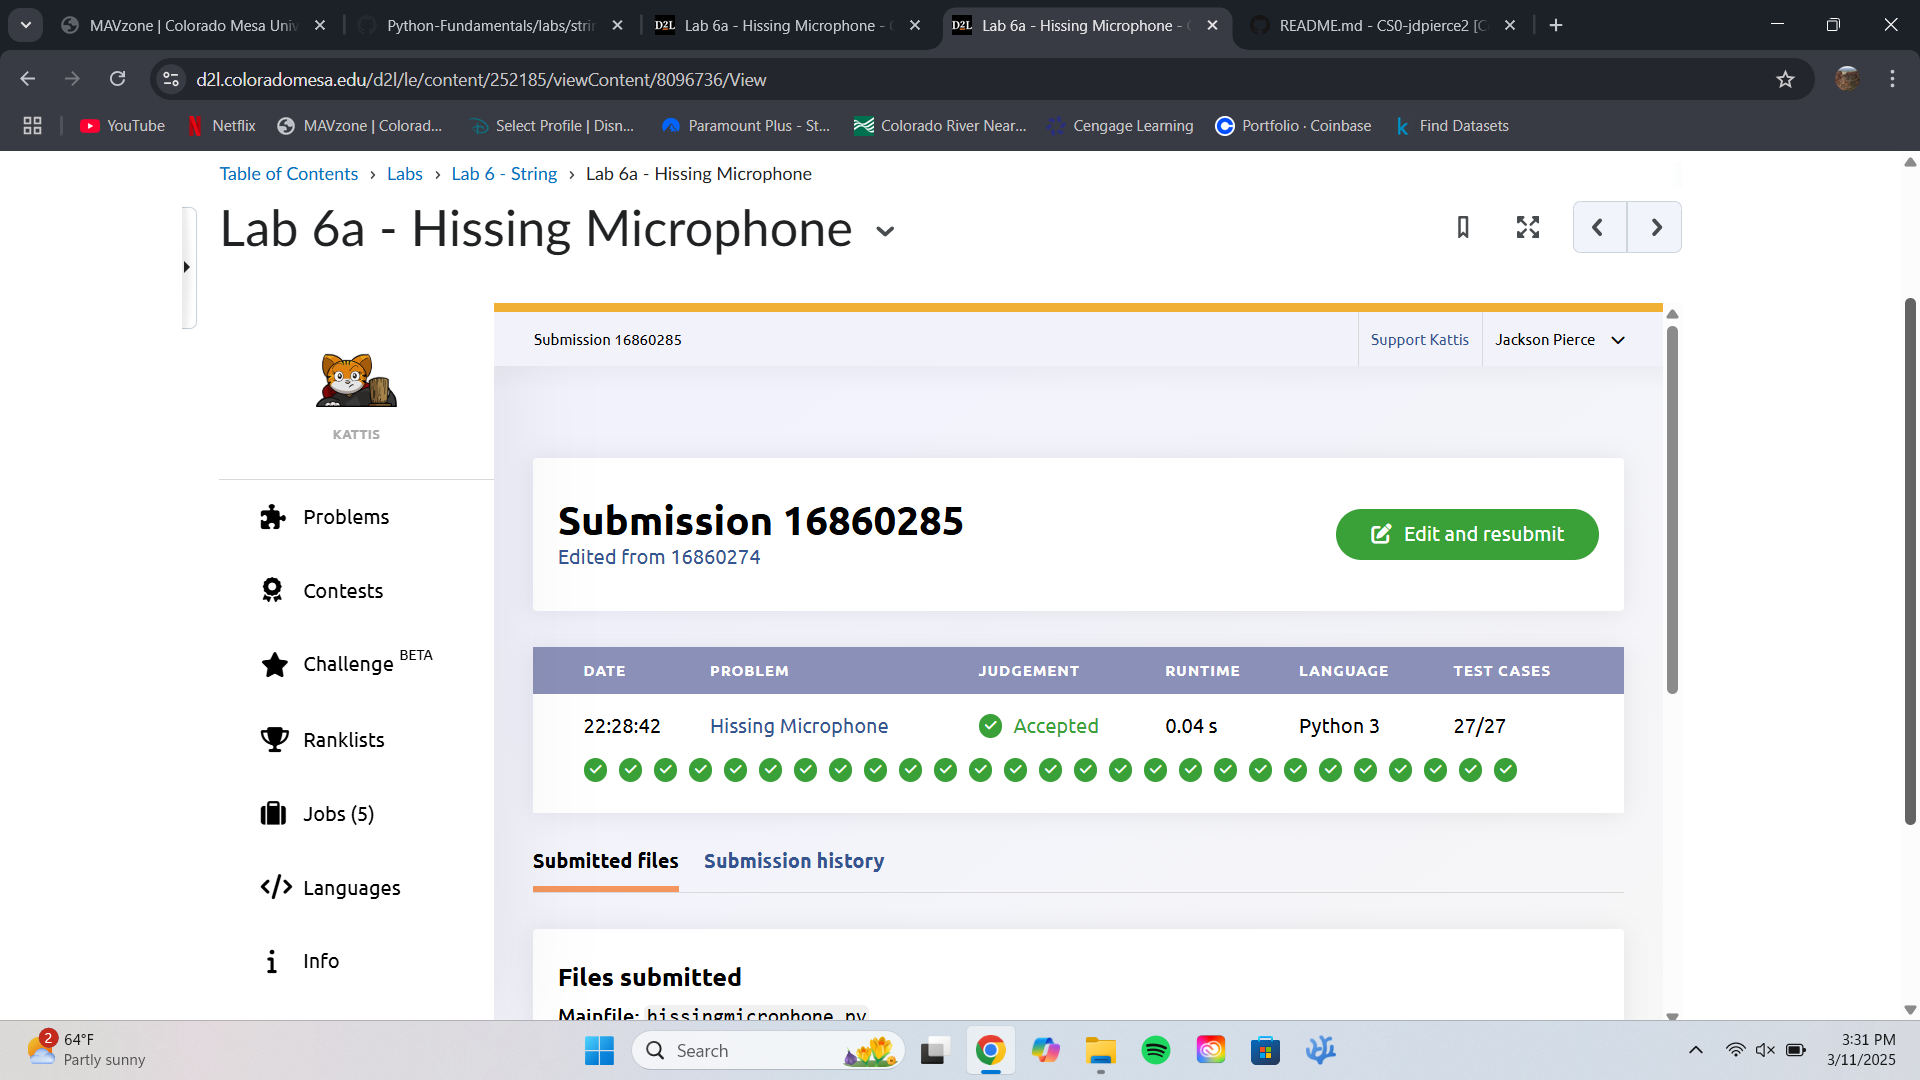 MAVzone | Colorado Mesa Univ
Python-Fundamentals/labs/strin
D2L Lab 6a - Hissing Microphone -
D2L Lab 6a - Hissing Microphone -
README.md - CS0-jdpierce2 [C
d2l.coloradomesa.edu/d2l/le/content/252185/viewContent/8096736/View
YouTube
Netflix
MAVzone | Colorad...
Select Profile | Disn...
Paramount Plus - St...
Colorado River Near...
Cengage Learning
Portfolio · Coinbase
k Find Datasets
Table of Contents › Labs › Lab 6 - String › Lab 6a - Hissing Microphone
Lab 6a - Hissing Microphone
KATTIS
Problems
Contests
Challenge BETA
Ranklists
Jobs (5)
Languages
Info
Submission 16860285
Support Kattis
Jackson Pierce
Submission 16860285
Edited from 16860274
Edit and resubmit
DATE PROBLEM JUDGEMENT RUNTIME LANGUAGE TEST CASES
22:28:42 Hissing Microphone Accepted 0.04 s Python 3 27/27
Submitted files Submission history
Files submitted
Mainfile: hissingmicrophone.py
2
64°F
Partly sunny
Search
3:31 PM
3/11/2025